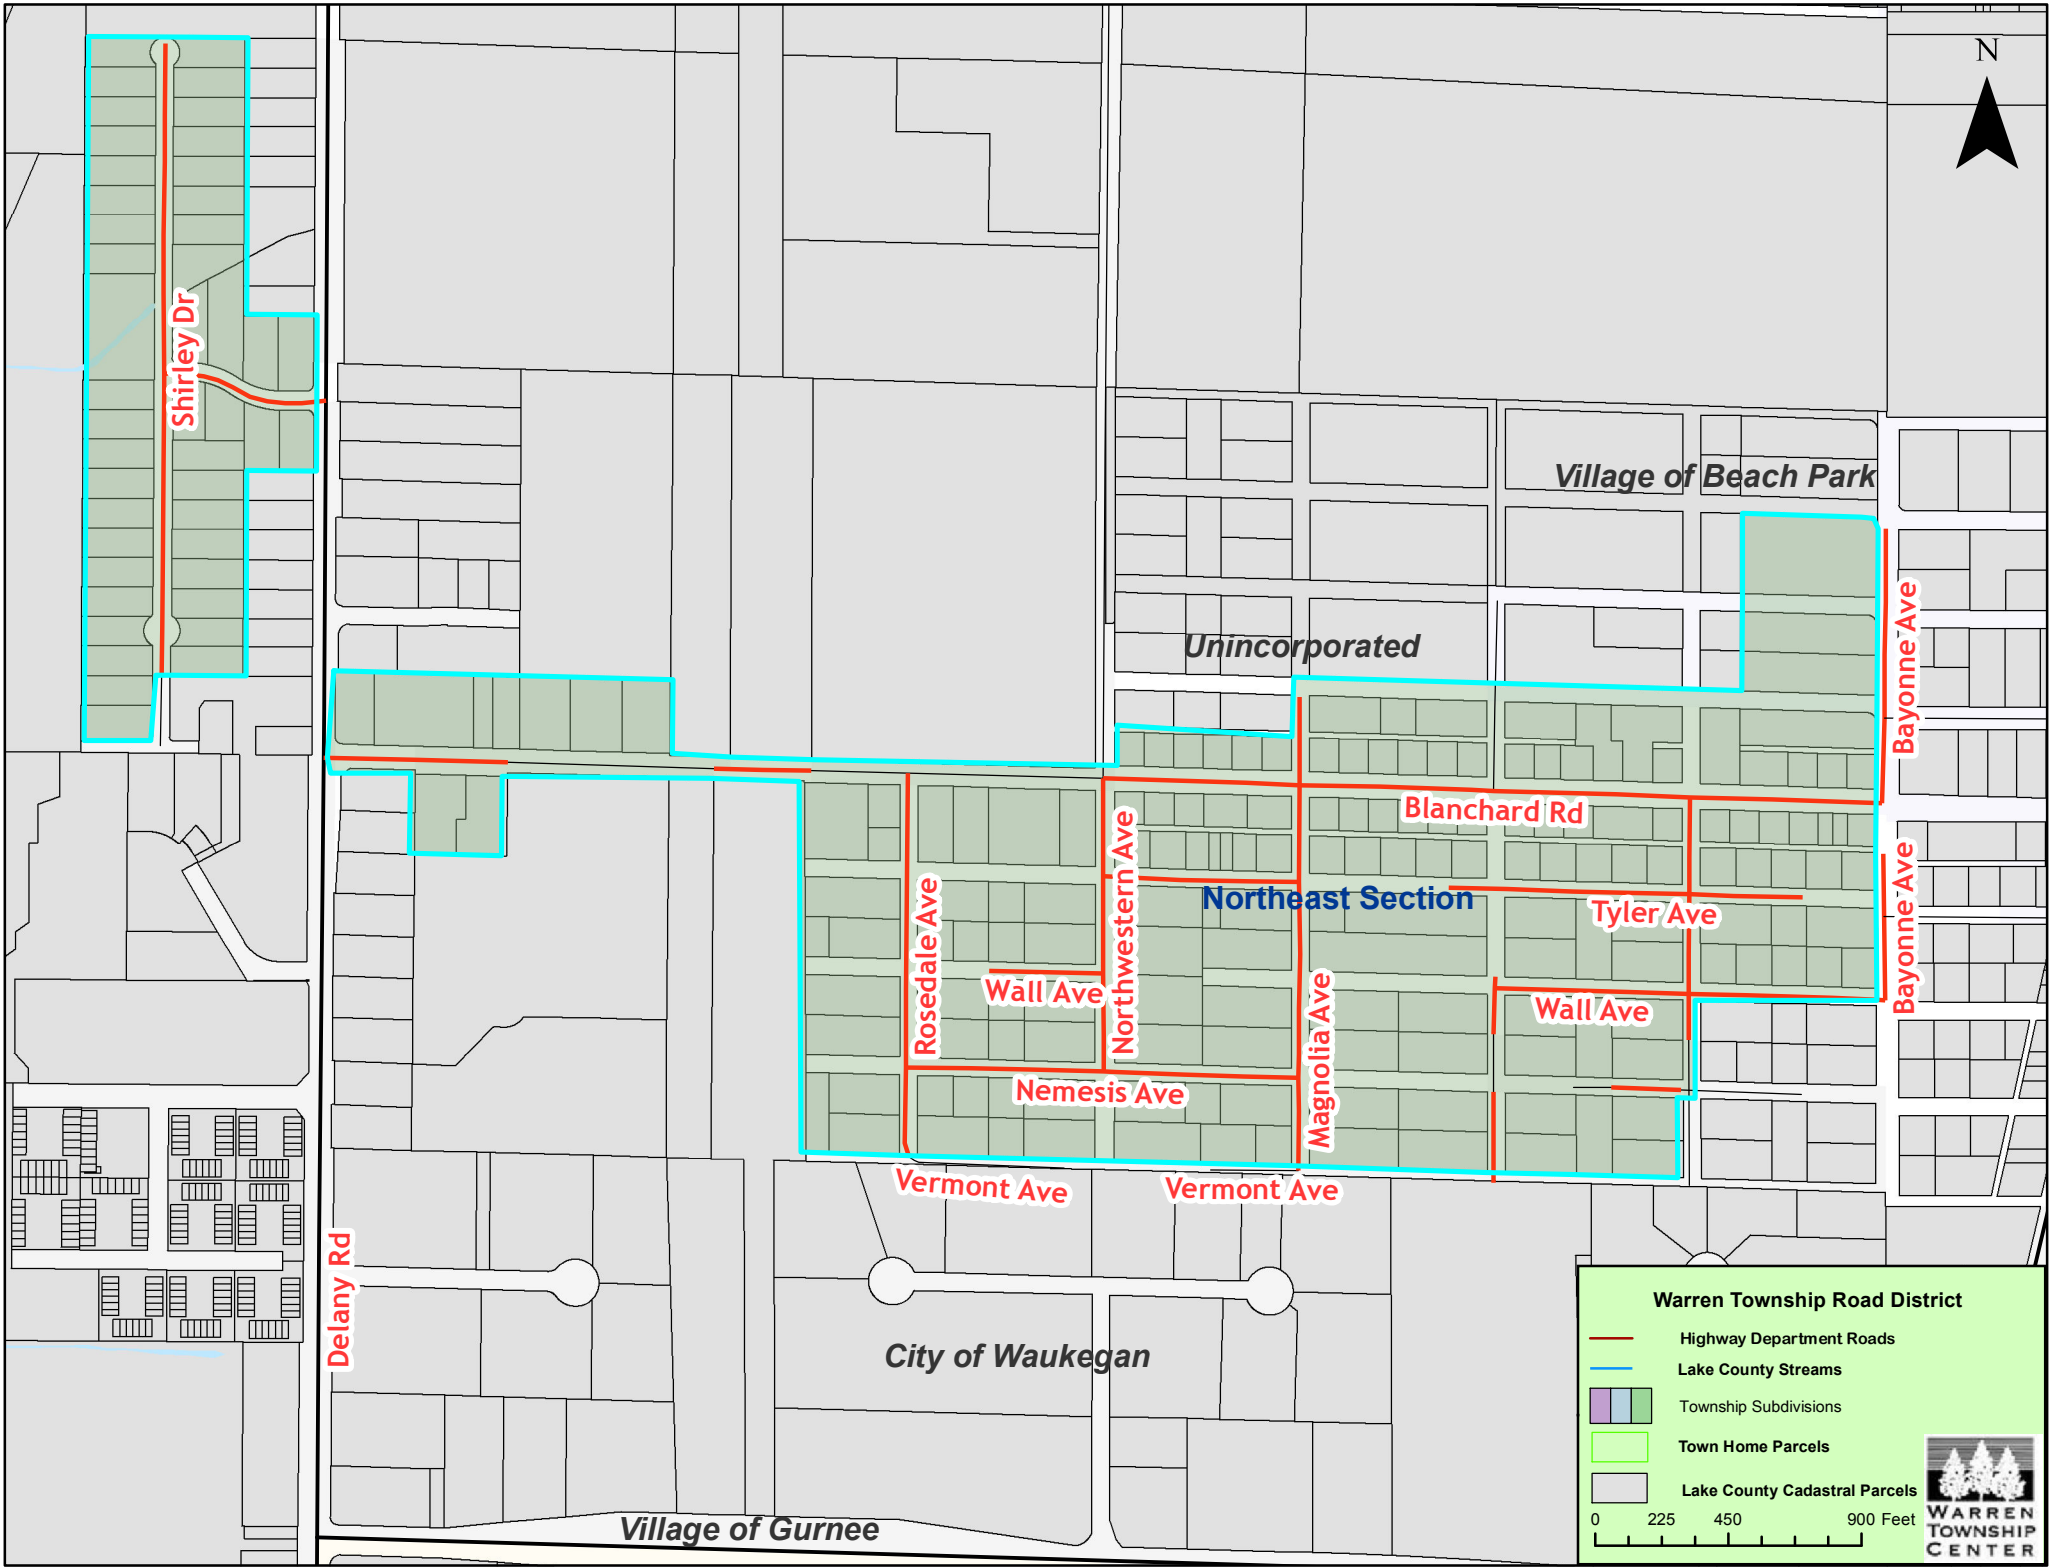 N
Shirley Dr
Village of Beach Park
Unincorporated
Bayonne Ave
Blanchard Rd
Northwestern Ave
Bayonne Ave
Rosedale Ave
Northeast Section
Tyler Ave
Wall Ave
Wall Ave
Magnolia Ave
Nemesis Ave
Vermont Ave
Vermont Ave
Delany Rd
City of Waukegan
Village of Gurnee
Warren Township Road District
Highway Department Roads
Lake County Streams
Township Subdivisions
Town Home Parcels
Lake County Cadastral Parcels
0 225 450 900 Feet
WARREN
TOWNSHIP
CENTER